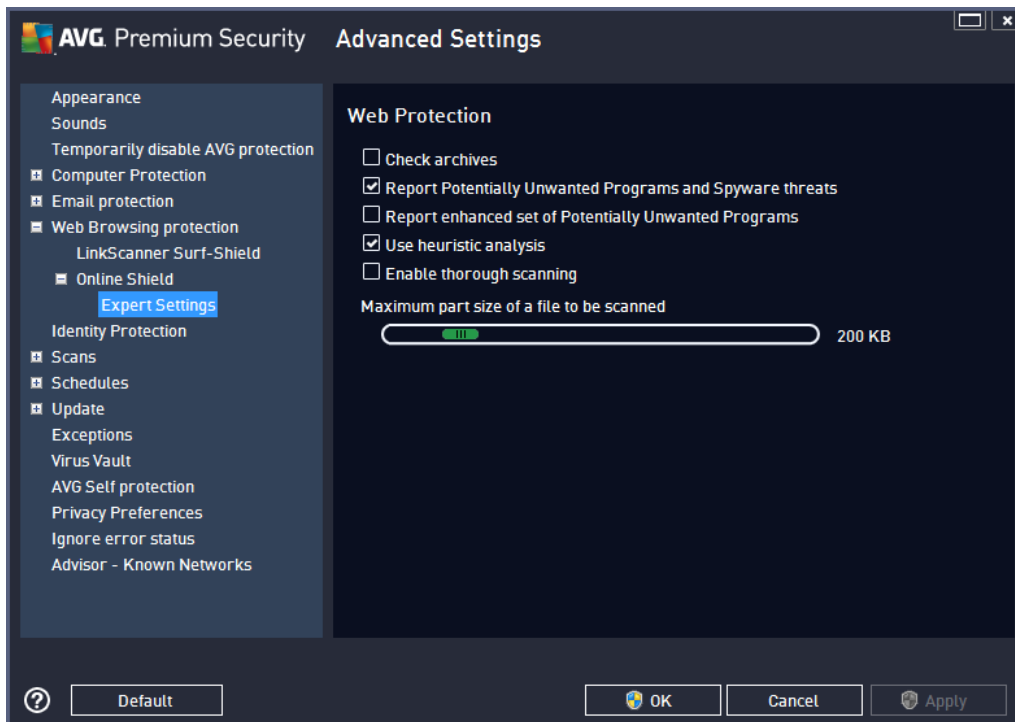 AVG. Premium Security
Advanced Settings
Appearance
Sounds
Temporarily disable AVG protection
Computer Protection
Email protection
Web Browsing protection
LinkScanner Surf-Shield
Online Shield
Expert Settings
Identity Protection
Scans
Schedules
Update
Exceptions
Virus Vault
AVG Self protection
Privacy Preferences
Ignore error status
Advisor - Known Networks
Web Protection
Check archives
Report Potentially Unwanted Programs and Spyware threats
Report enhanced set of Potentially Unwanted Programs
Use heuristic analysis
Enable thorough scanning
Maximum part size of a file to be scanned
200 KB
? Default
OK
Cancel
Apply